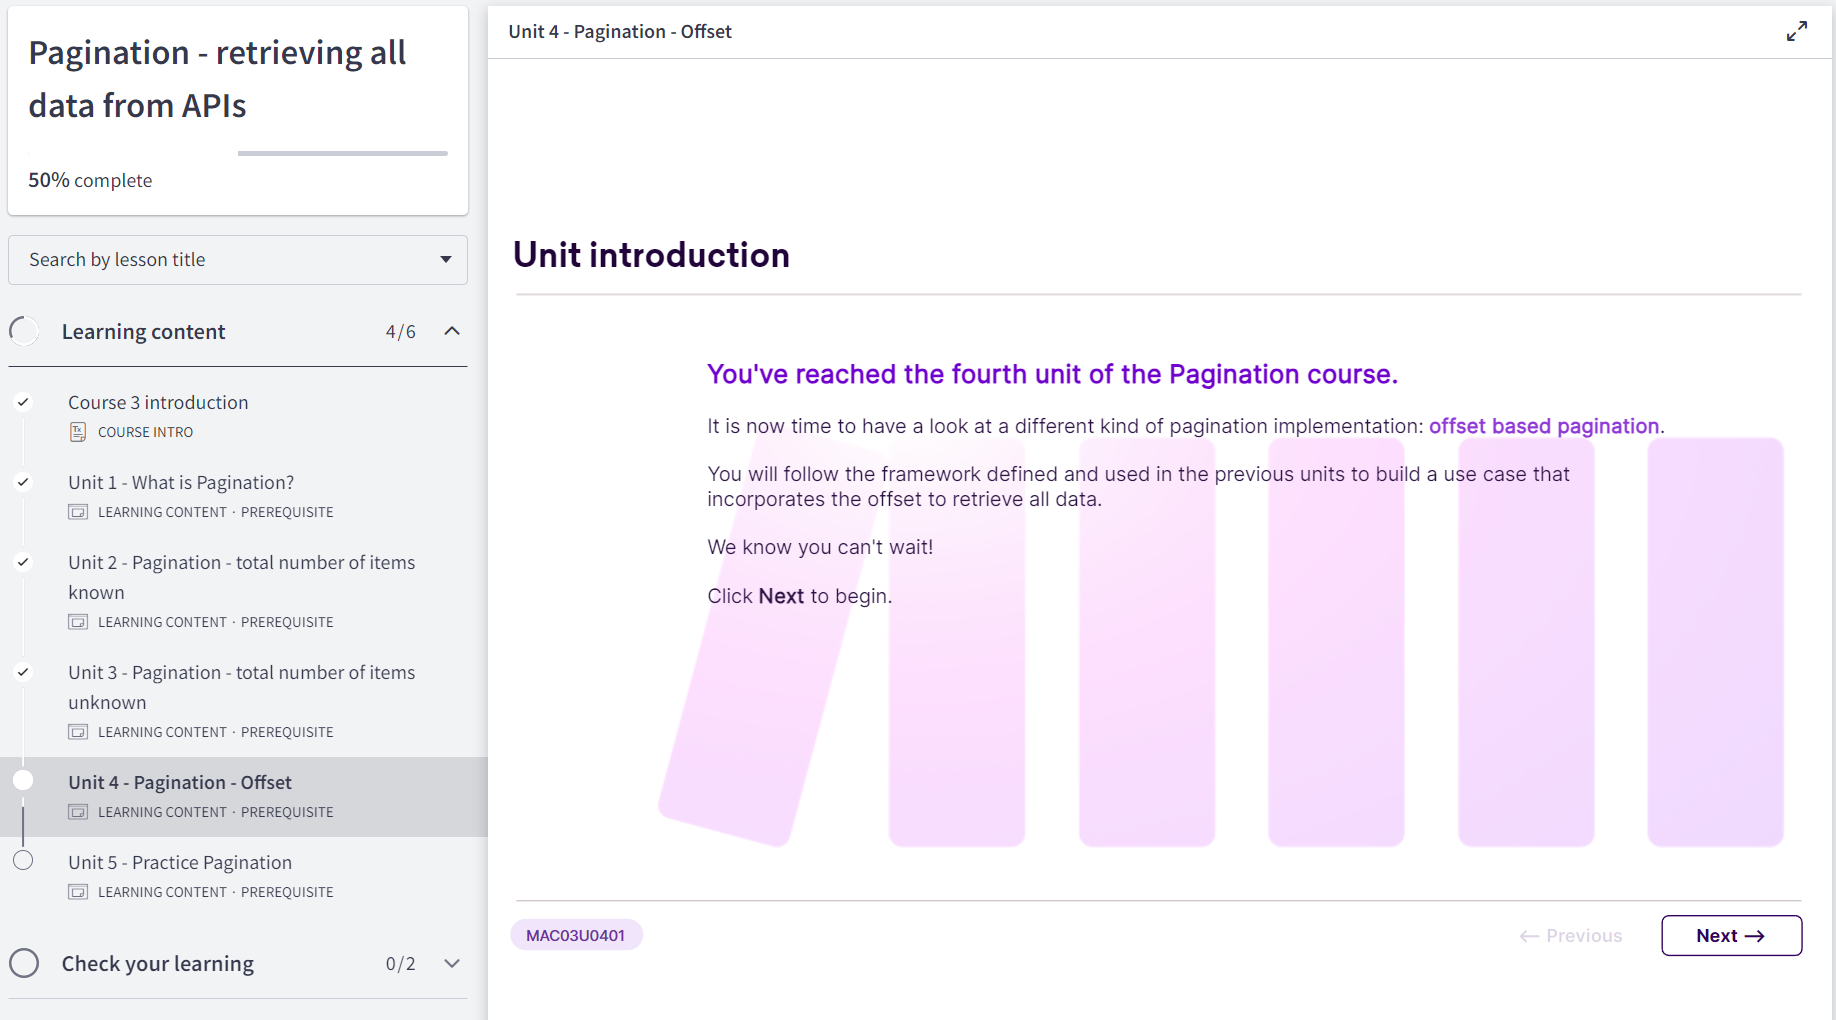 Pagination - retrieving all
data from APIs
50% complete
Search by lesson title
Learning content 4/6
Course 3 introduction
COURSE INTRO
Unit 1 - What is Pagination?
LEARNING CONTENT · PREREQUISITE
Unit 2 - Pagination - total number of items
known
LEARNING CONTENT · PREREQUISITE
Unit 3 - Pagination - total number of items
unknown
LEARNING CONTENT · PREREQUISITE
Unit 4 - Pagination - Offset
LEARNING CONTENT · PREREQUISITE
Unit 5 - Practice Pagination
LEARNING CONTENT · PREREQUISITE
Check your learning 0/2
Unit 4 - Pagination - Offset
Unit introduction
You've reached the fourth unit of the Pagination course.
It is now time to have a look at a different kind of pagination implementation: offset based pagination.
You will follow the framework defined and used in the previous units to build a use case that
incorporates the offset to retrieve all data.
We know you can't wait!
Click Next to begin.
MAC03U0401
← Previous
Next →